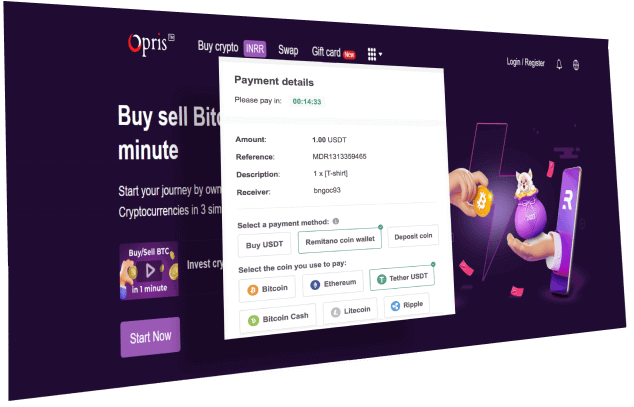 Opris™
Buy crypto INRR Swap Gift card New
Login / Register
Buy sell Bitc
minute
Start your journey by own
Cryptocurrencies in 3 sim
Buy/Sell BTC
in 1 minute
Invest cry
Start Now
Payment details
Please pay in: 00:14:33
Amount: 1.00 USDT
Reference: MDR1313359465
Description: 1 x [T-shirt]
Receiver: bngoc93
Select a payment method:
Buy USDT Remitano coin wallet Deposit coin
Select the coin you use to pay:
Bitcoin Ethereum Tether USDT
Bitcoin Cash Litecoin Ripple